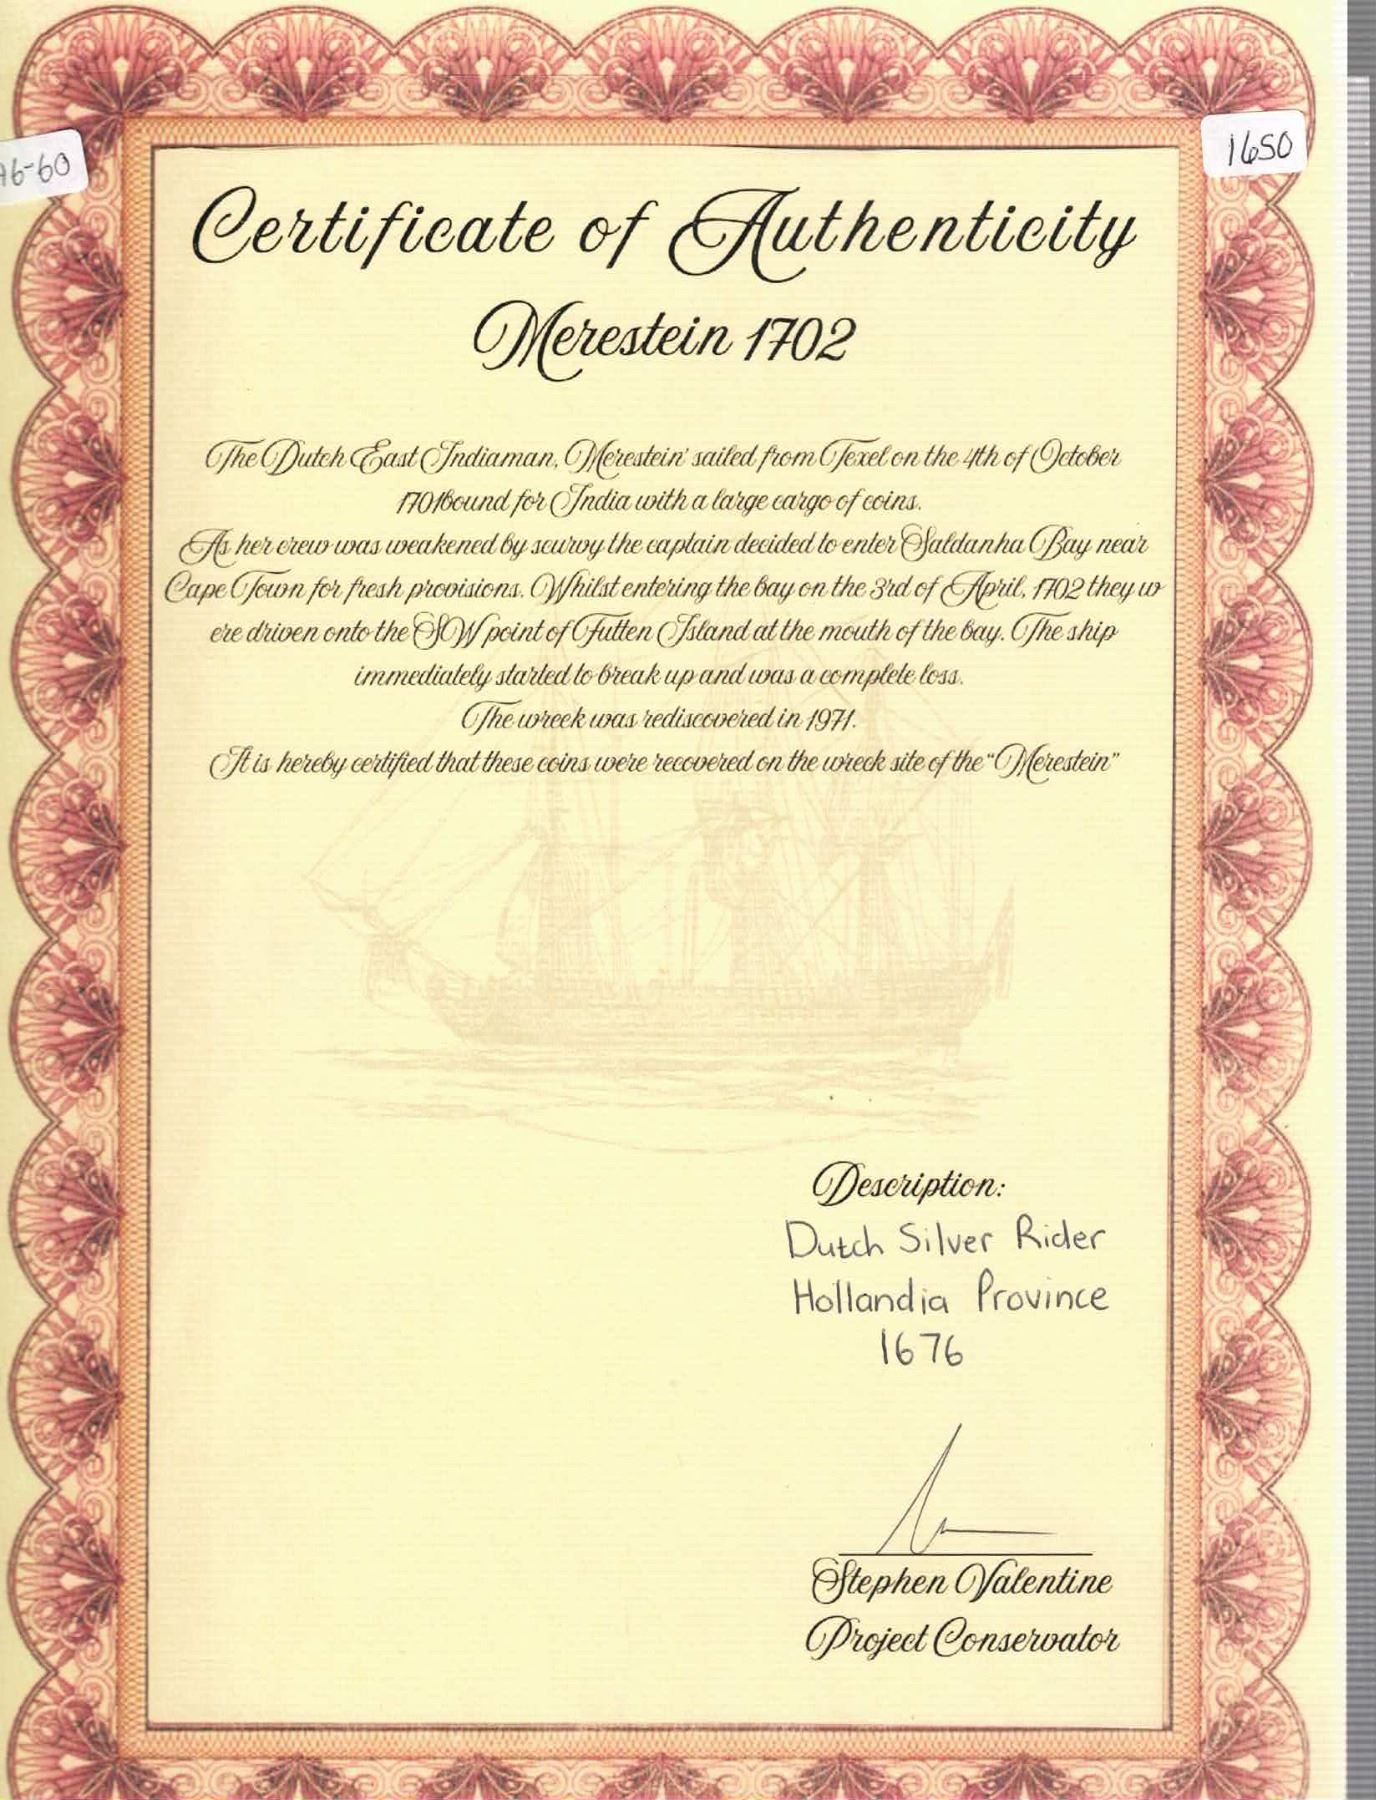 A6-60
1650
Certificate of Authenticity
Merestein 1702
The Dutch East Indiaman, 'Merestein' sailed from Texel on the 4th of October
1701bound for India with a large cargo of coins.
As her crew was weakened by scurvy the captain decided to enter Saldanha Bay near
Cape Town for fresh provisions. Whilst entering the bay on the 3rd of April, 1702 they w
ere driven onto the SW point of Jutten Island at the mouth of the bay. The ship
immediately started to break up and was a complete loss.
The wreck was rediscovered in 1971.
It is hereby certified that these coins were recovered on the wreck site of the "Merestein"
Description:
Dutch Silver Rider
Hollandia Province
1676
Stephen Valentine
Project Conservator